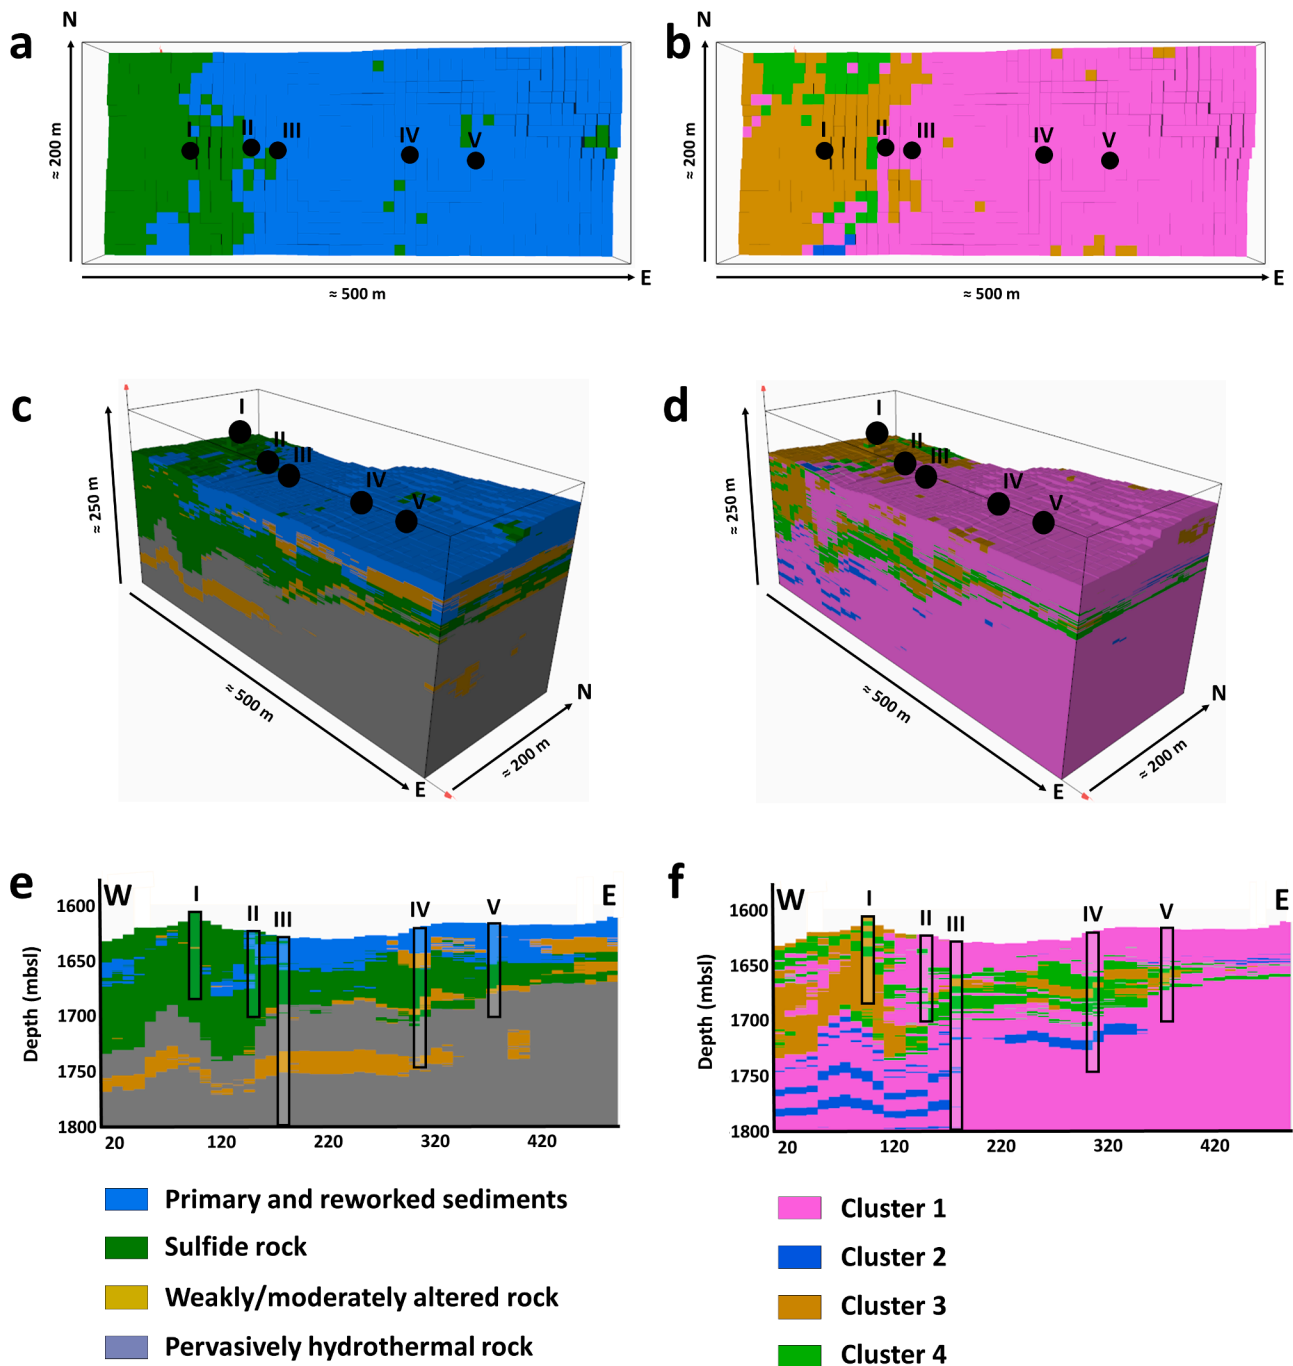 a
N
I
II
III
IV
V
≈ 200 m
E
≈ 500 m
b
N
I
II
III
IV
V
≈ 200 m
E
≈ 500 m
c
I
II
III
IV
V
≈ 250 m
≈ 500 m
≈ 200 m
N
E
d
I
II
III
IV
V
≈ 250 m
≈ 500 m
≈ 200 m
N
E
e
W
I
II
III
IV
V
E
Depth (mbsl)
1600
1650
1700
1750
1800
20 120 220 320 420
Primary and reworked sediments
Sulfide rock
Weakly/moderately altered rock
Pervasively hydrothermal rock
f
W
I
II
III
IV
V
E
Depth (mbsl)
1600
1650
1700
1750
1800
20 120 220 320 420
Cluster 1
Cluster 2
Cluster 3
Cluster 4